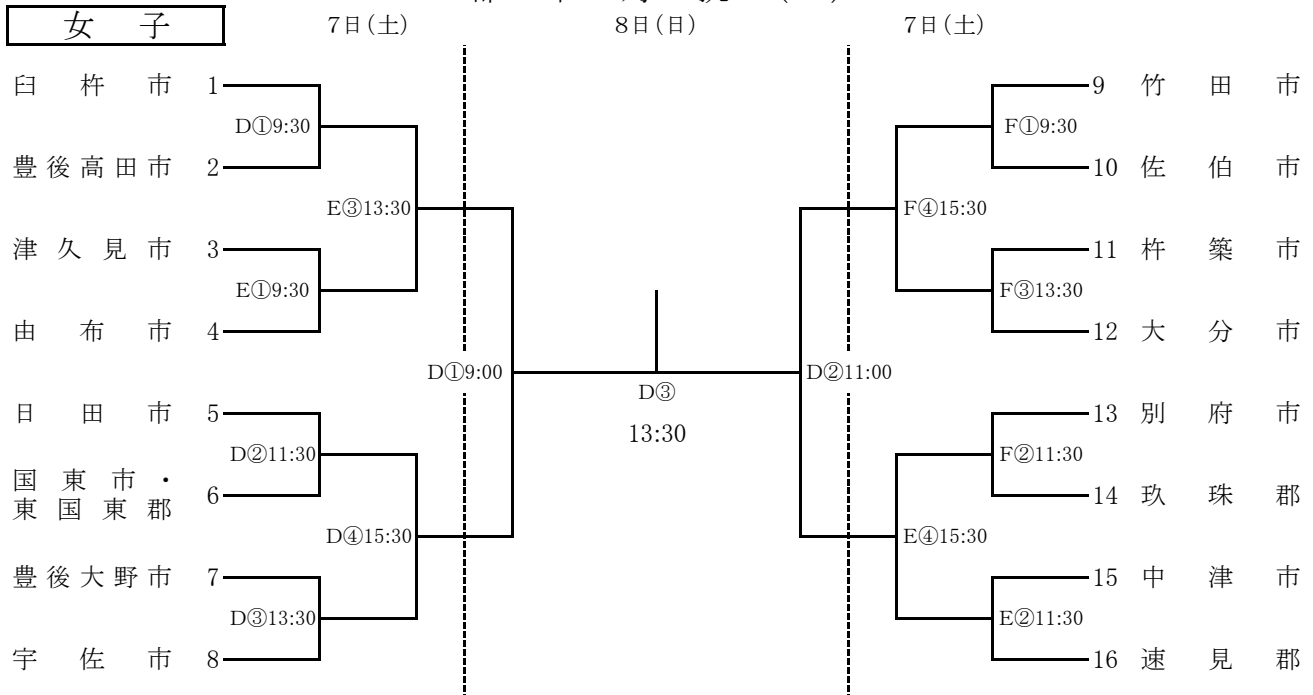 女 子
7日(土) 8日(日) 7日(土)
臼杵市 1
D①9:30
豊後高田市 2
E③13:30
津久見市 3
E①9:30
由布市 4
D①9:00
日田市 5
D②11:30
国東市・
東国東郡 6
D④15:30
豊後大野市 7
D③13:30
宇佐市 8
D③
13:30
9 竹田市
F①9:30
10 佐伯市
F④15:30
11 杵築市
F③13:30
12 大分市
D②11:00
13 別府市
F②11:30
14 玖珠郡
E④15:30
15 中津市
E②11:30
16 速見郡